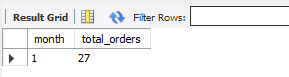 Result Grid Filter Rows:
month total_orders
1 27